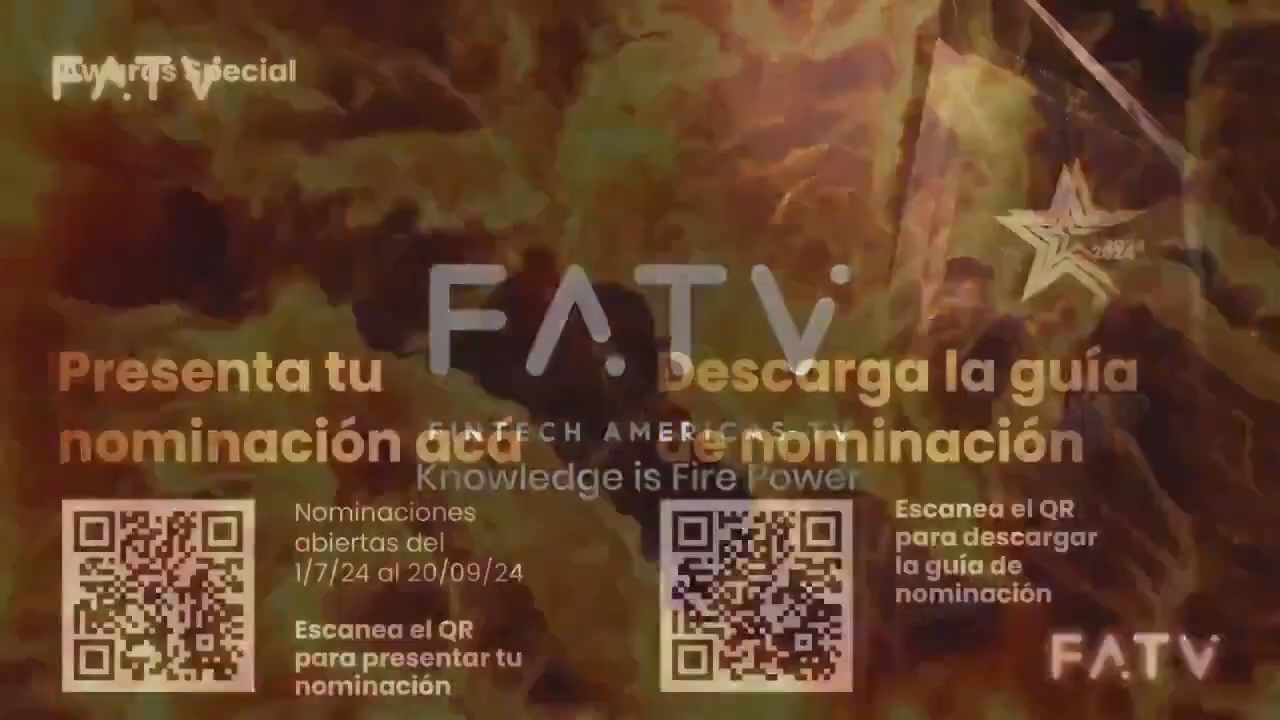 FATV
Awards Special
2024
FATV
Presenta tu
nominación acá
Descarga la guía
de nominación
FINTECH AMERICAS TV
Knowledge is Fire Power
Nominaciones
abiertas del
1/7/24 al 20/09/24
Escanea el QR
para presentar tu
nominación
Escanea el QR
para descargar
la guía de
nominación
FATV